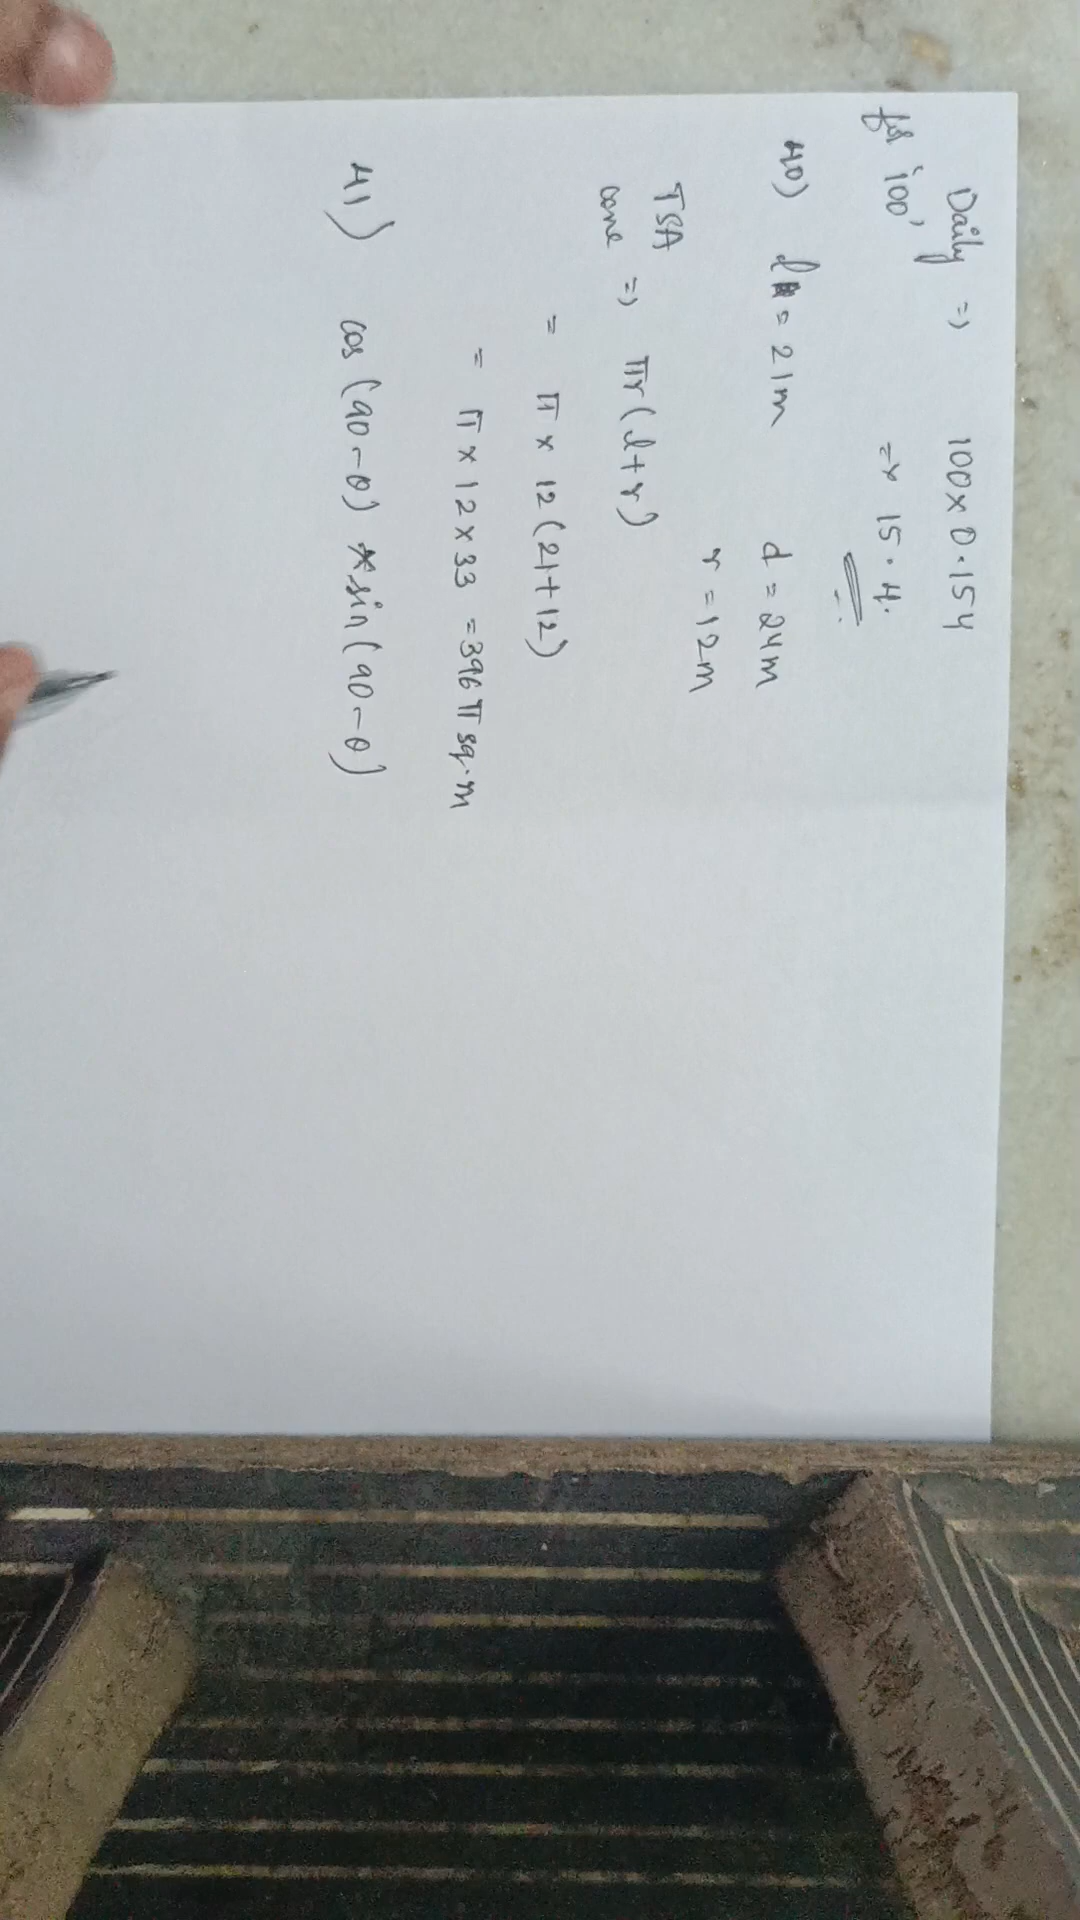 Daily => 100 x 0.154
for '100' => 15.4.
40) l = 21m d = 24m
r = 12m
TSA
cone => πr(l+r)
= π x 12(21+12)
= π x 12 x 33 = 396π sq.m
41) cos(90-θ) * sin(90-θ)